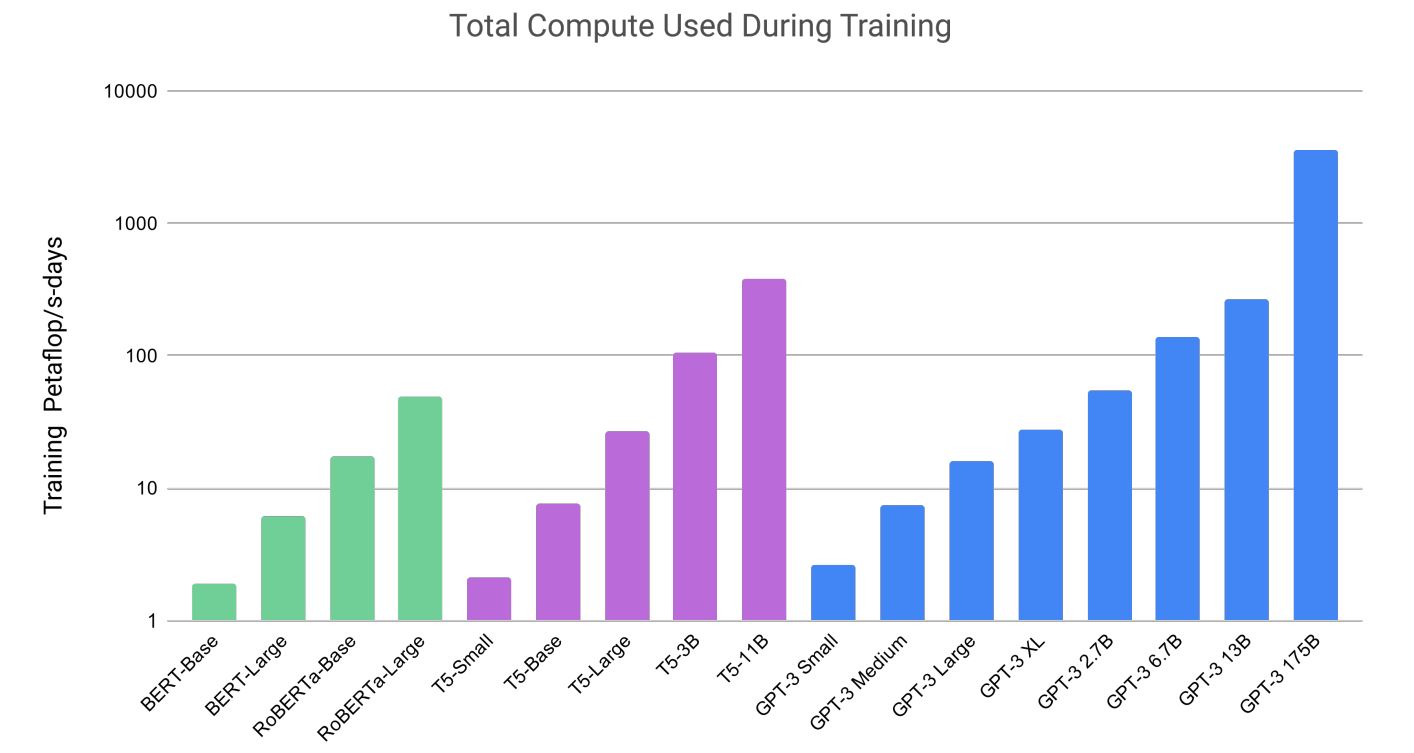 Total Compute Used During Training
Training Petaflop/s-days
10000
1000
100
10
1
BERT-Base
BERT-Large
RoBERTa-Base
RoBERTa-Large
T5-Small
T5-Base
T5-Large
T5-3B
T5-11B
GPT-3 Small
GPT-3 Medium
GPT-3 Large
GPT-3 XL
GPT-3 2.7B
GPT-3 6.7B
GPT-3 13B
GPT-3 175B